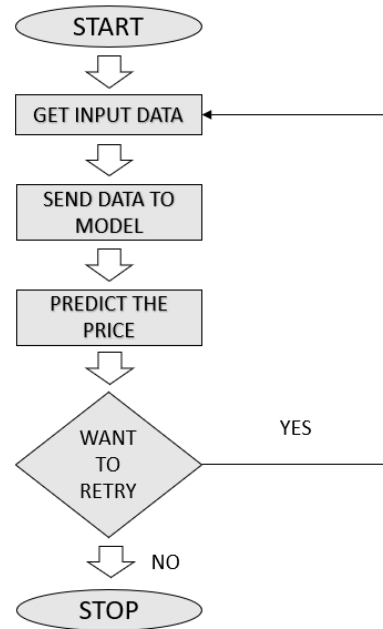 START
GET INPUT DATA
SEND DATA TO
MODEL
PREDICT THE
PRICE
WANT
TO
RETRY
YES
NO
STOP